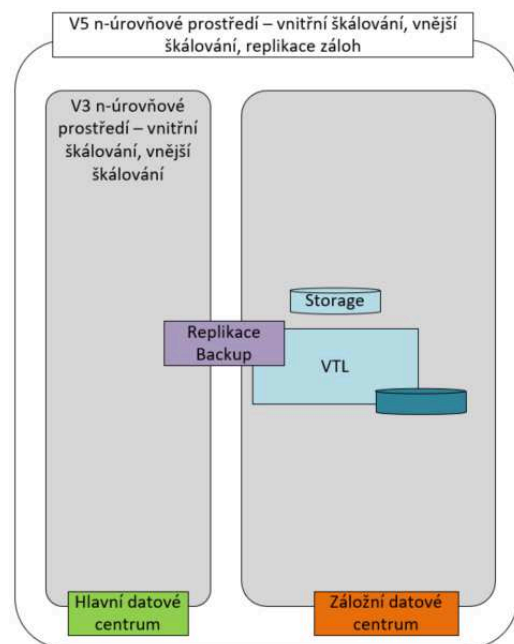 V5 n-úrovňové prostředí – vnitřní škálování, vnější
škálování, replikace záloh
V3 n-úrovňové
prostředí – vnitřní
škálování, vnější
škálování
Storage
Replikace
Backup
VTL
Hlavní datové
centrum
Záložní datové
centrum